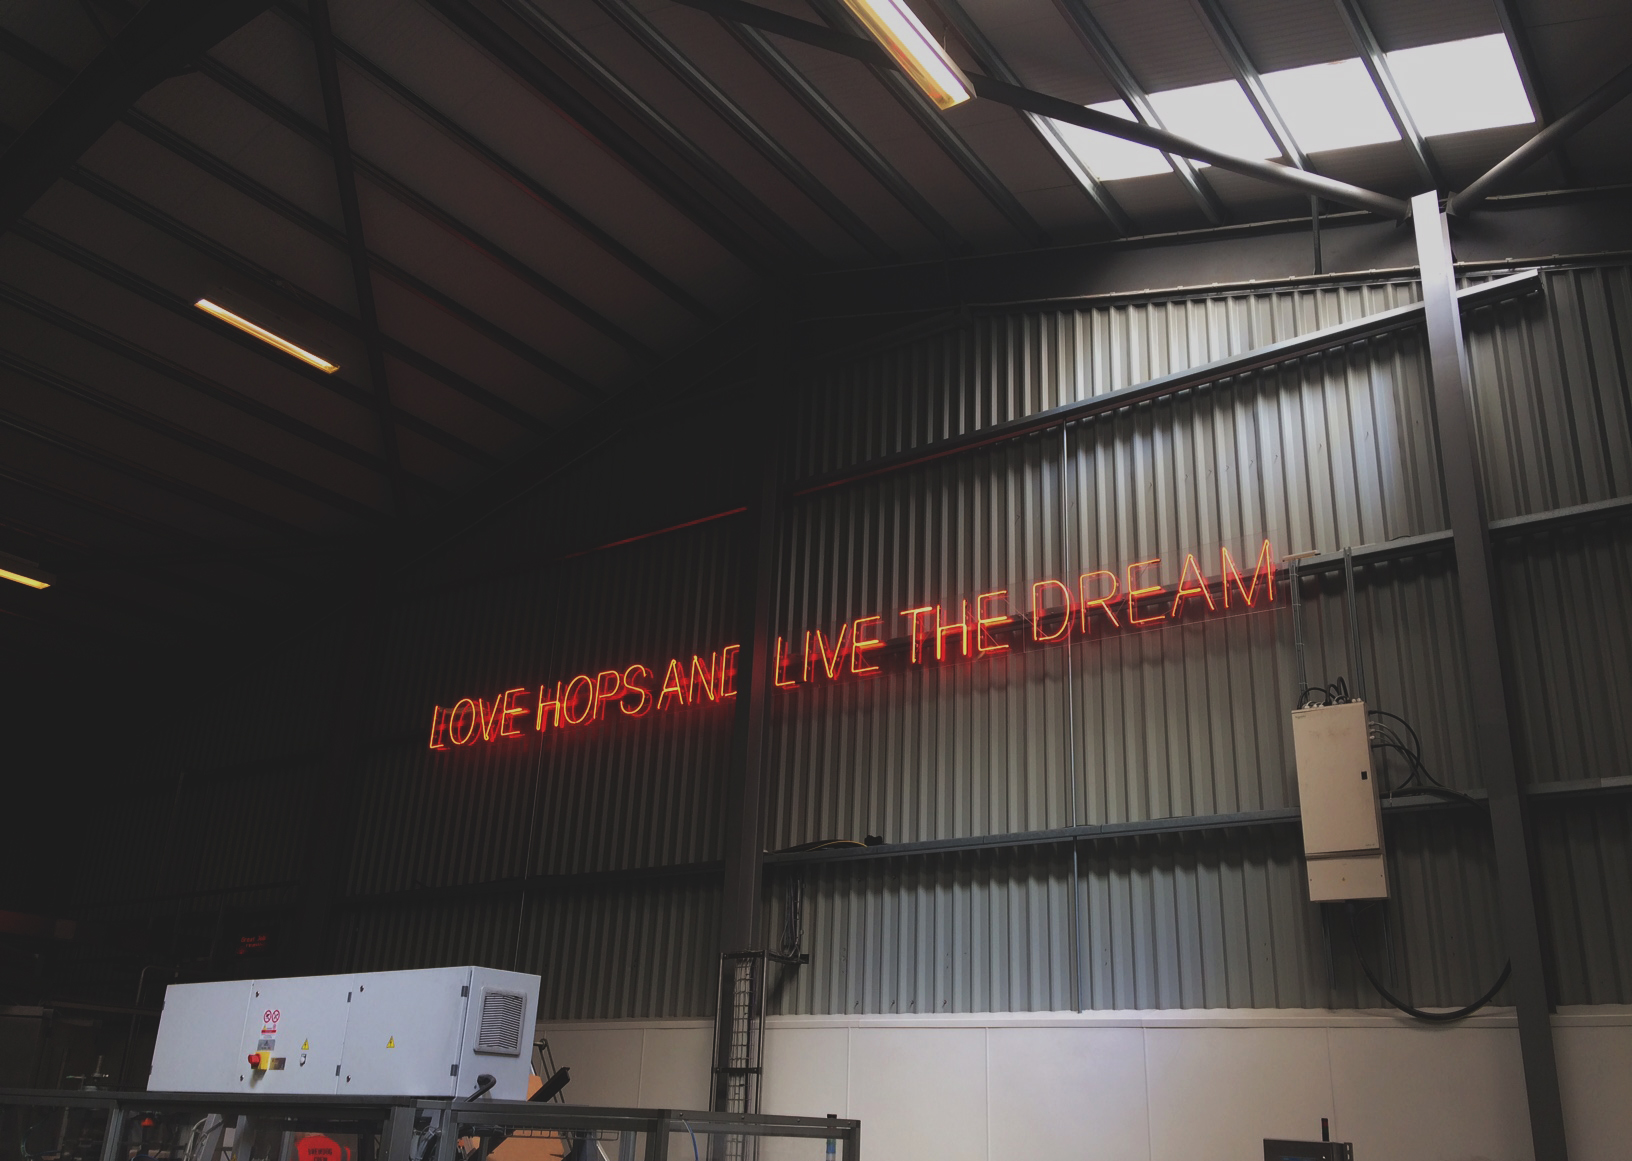 LOVE HOPS AND LIVE THE DREAM